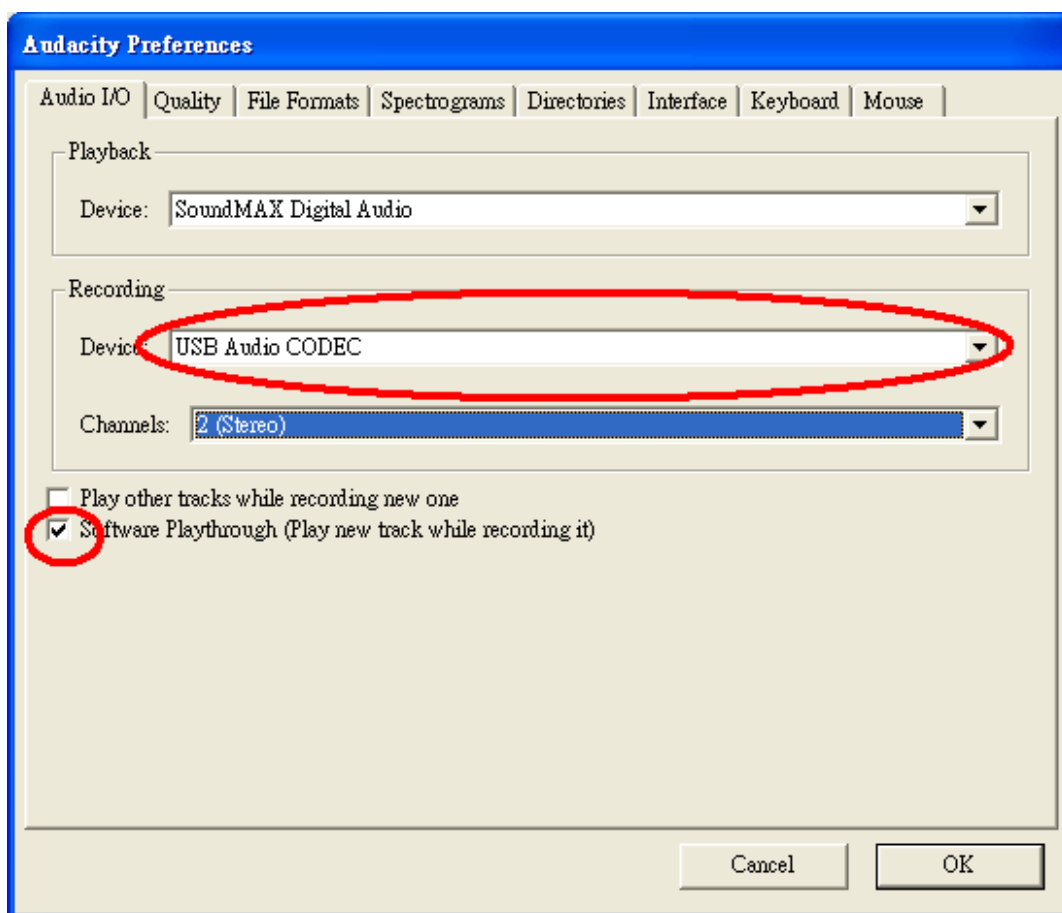 Audacity Preferences
Audio I/O Quality File Formats Spectrograms Directories Interface Keyboard Mouse
Playback
Device: SoundMAX Digital Audio
Recording
Device: USB Audio CODEC
Channels: 2 (Stereo)
Play other tracks while recording new one
Software Playthrough (Play new track while recording it)
Cancel OK